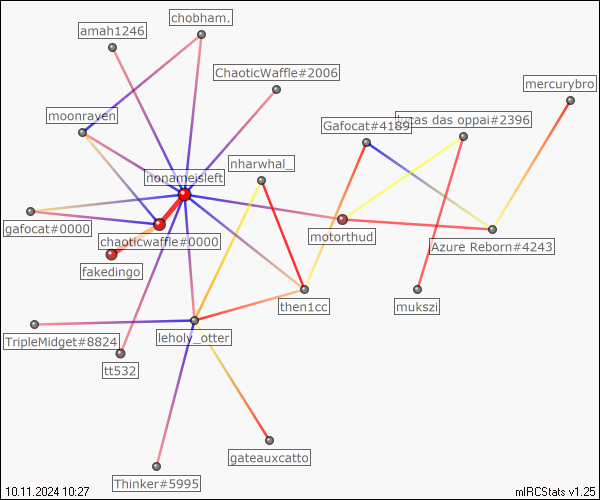 chobham.
amah1246
ChaoticWaffle#2006
mercurybro
moonraven
Gafocat#4189
lucas das oppai#2396
nharwhal_
nonameisleft
gafocat#0000
chaoticwaffle#0000
motorthud
Azure Reborn#4243
fakedingo
then1cc
mukszi
TripleMidget#8824
leholy_otter
tt532
gateauxcatto
Thinker#5995
10.11.2024 10:27
mIRCStats v1.25